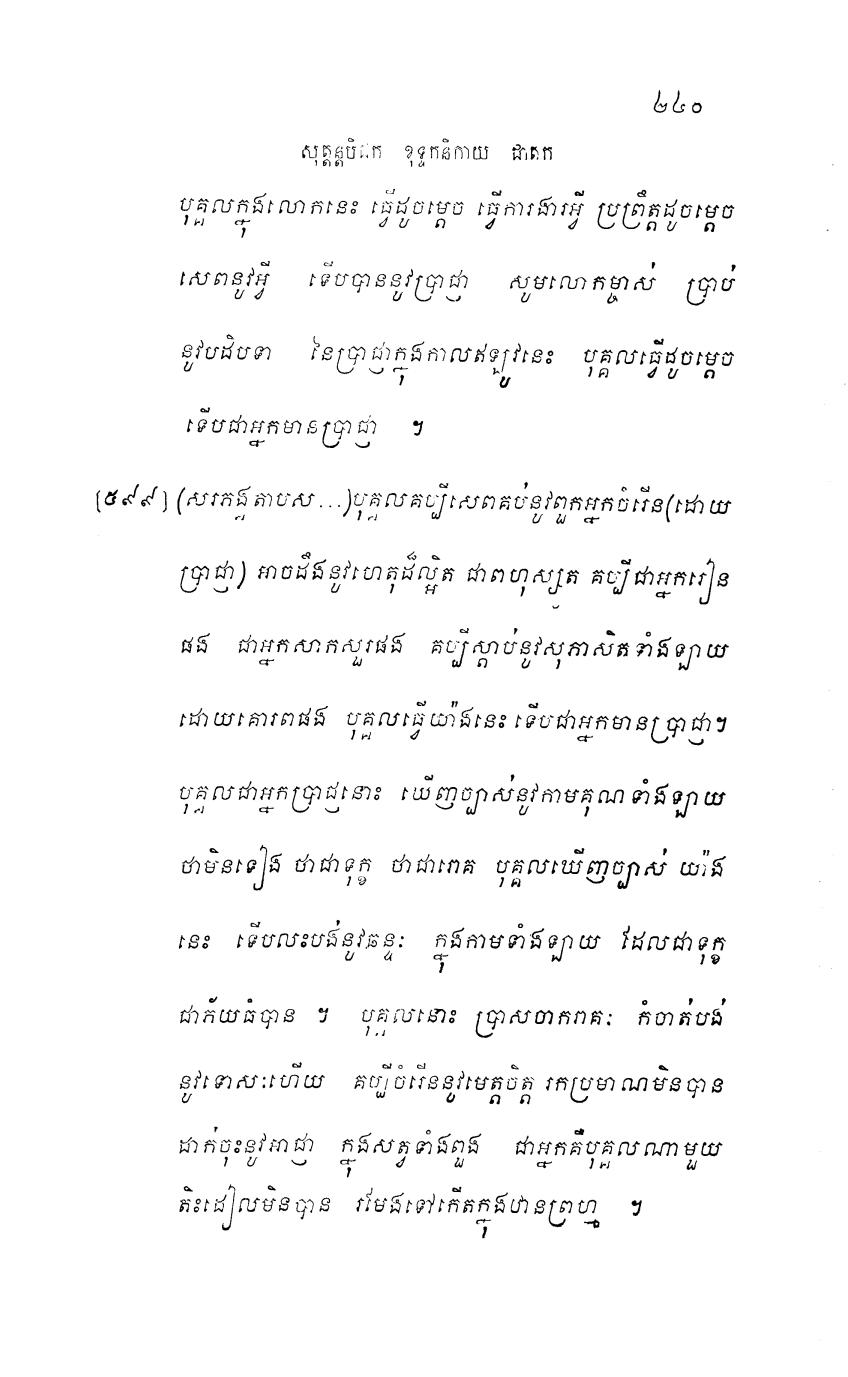 ២៤០
សុត្តន្តបិដក ខុទ្ទកនិកាយ ជាតក
បុគ្គលក្នុងលោកនេះ ធ្វើដូចម្តេច ធ្វើការងារអ្វី ប្រព្រឹត្តដូចម្តេច
សេពនូវអ្វី ទើបបាននូវប្រាជ្ញា សូមលោកម្ចាស់ ប្រាប់
នូវបដិបទា នៃប្រាជ្ញាក្នុងកាលឥឡូវនេះ បុគ្គលធ្វើដូចម្តេច
ទើបជាអ្នកមានប្រាជ្ញា ។
[៥៩៩] (សរភង្គតាបស ...) បុគ្គលគប្បីសេពគប់នូវពួកអ្នកចំរើន (ដោយ
ប្រាជ្ញា) អាចដឹងនូវហេតុដ៏ល្អិត ជាពហុស្សូត គប្បីជាអ្នករៀន
ផង ជាអ្នកសាកសួរផង គប្បីស្តាប់នូវសុភាសិតទាំងឡាយ
ដោយគោរពផង បុគ្គលធ្វើយ៉ាងនេះ ទើបជាអ្នកមានប្រាជ្ញា។
បុគ្គលជាអ្នកប្រាជ្ញនោះ ឃើញច្បាស់នូវកាមគុណទាំងឡាយ
ថាមិនទៀង ថាជាទុក្ខ ថាជារោគ បុគ្គលឃើញច្បាស់ យ៉ាង
នេះ ទើបលះបង់នូវឆន្ទៈ ក្នុងកាមទាំងឡាយ ដែលជាទុក្ខ
ជាភ័យធំបាន ។ បុគ្គលនោះ ប្រាសចាករាគៈ កំចាត់បង់
នូវទោសៈហើយ គប្បីចំរើននូវមេត្តចិត្ត រកប្រមាណមិនបាន
ដាក់ចុះនូវអាជ្ញា ក្នុងសត្វទាំងពួង ជាអ្នកគឺបុគ្គលណាមួយ
តិះដៀលមិនបាន រមែងទៅកើតក្នុងឋានព្រហ្ម ។